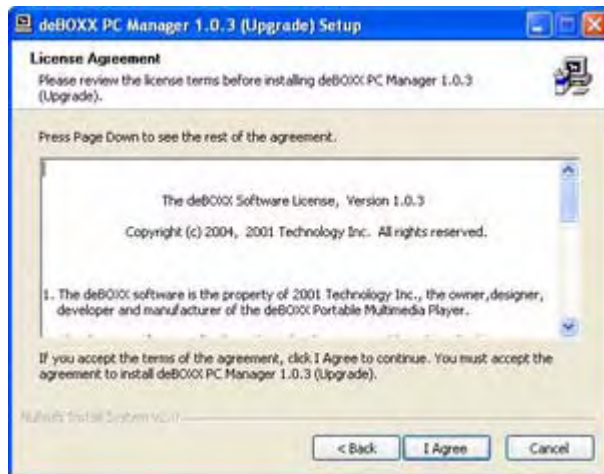 deBOXX PC Manager 1.0.3 (Upgrade) Setup
License Agreement
Please review the license terms before installing deBOXX PC Manager 1.0.3
(Upgrade).
Press Page Down to see the rest of the agreement.
The deBOXX Software License, Version 1.0.3
Copyright (c) 2004, 2001 Technology Inc. All rights reserved.
1. The deBOXX software is the property of 2001 Technology Inc., the owner,designer,
developer and manufacturer of the deBOXX Portable Multimedia Player.
If you accept the terms of the agreement, click I Agree to continue. You must accept the
agreement to install deBOXX PC Manager 1.0.3 (Upgrade).
Nullsoft Install System v2.0
< Back
I Agree
Cancel